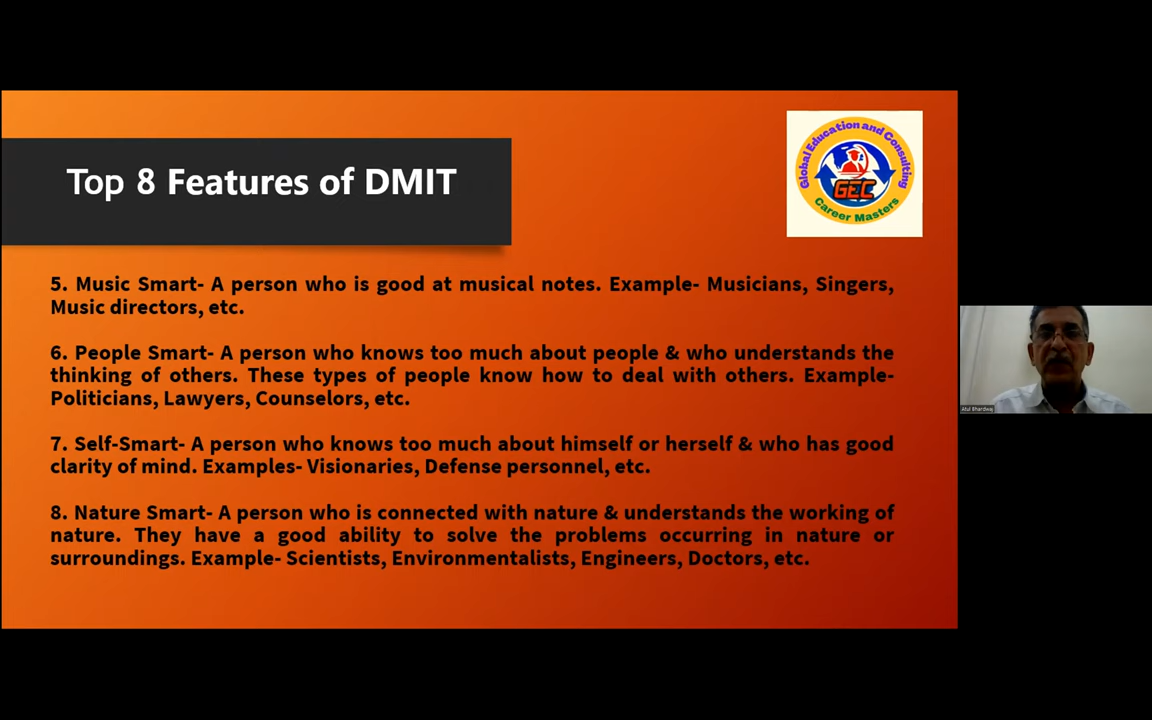 Top 8 Features of DMIT
Global Education and Consulting
GEC
Career Masters
5. Music Smart- A person who is good at musical notes. Example- Musicians, Singers,
Music directors, etc.
6. People Smart- A person who knows too much about people & who understands the
thinking of others. These types of people know how to deal with others. Example-
Politicians, Lawyers, Counselors, etc.
7. Self-Smart- A person who knows too much about himself or herself & who has good
clarity of mind. Examples- Visionaries, Defense personnel, etc.
8. Nature Smart- A person who is connected with nature & understands the working of
nature. They have a good ability to solve the problems occurring in nature or
surroundings. Example- Scientists, Environmentalists, Engineers, Doctors, etc.
Atul Bhardwaj